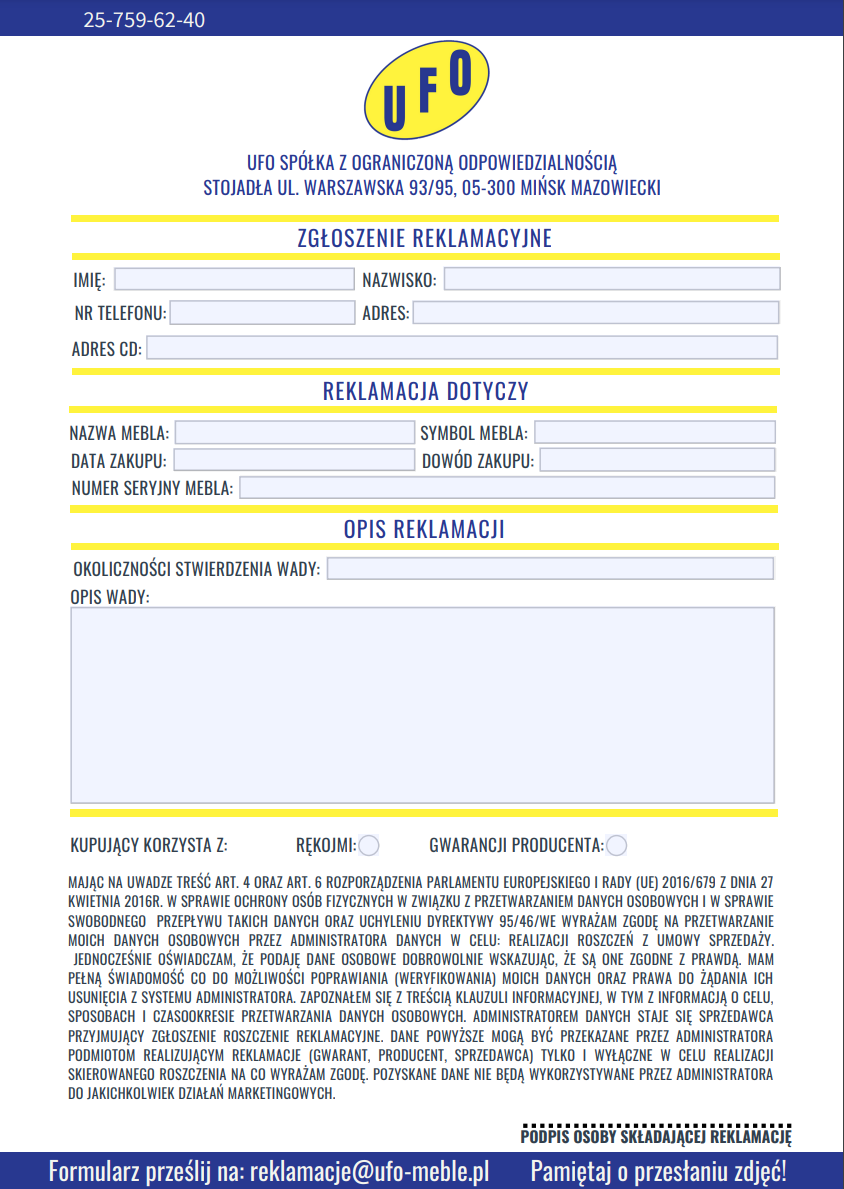 25-759-62-40
UFO
UFO SPÓŁKA Z OGRANICZONĄ ODPOWIEDZIALNOŚCIĄ
STOJADŁA UL. WARSZAWSKA 93/95, 05-300 MIŃSK MAZOWIECKI
ZGŁOSZENIE REKLAMACYJNE
IMIĘ: NAZWISKO:
NR TELEFONU: ADRES:
ADRES CD:
REKLAMACJA DOTYCZY
NAZWA MEBLA: SYMBOL MEBLA:
DATA ZAKUPU: DOWÓD ZAKUPU:
NUMER SERYJNY MEBLA:
OPIS REKLAMACJI
OKOLICZNOŚCI STWIERDZENIA WADY:
OPIS WADY:
KUPUJĄCY KORZYSTA Z: RĘKOJMI: GWARANCJI PRODUCENTA:
MAJĄC NA UWADZE TREŚĆ ART. 4 ORAZ ART. 6 ROZPORZĄDZENIA PARLAMENTU EUROPEJSKIEGO I RADY (UE) 2016/679 Z DNIA 27
KWIETNIA 2016R. W SPRAWIE OCHRONY OSÓB FIZYCZNYCH W ZWIĄZKU Z PRZETWARZANIEM DANYCH OSOBOWYCH I W SPRAWIE
SWOBODNEGO PRZEPŁYWU TAKICH DANYCH ORAZ UCHYLENIU DYREKTYWY 95/46/WE WYRAŻAM ZGODĘ NA PRZETWARZANIE
MOICH DANYCH OSOBOWYCH PRZEZ ADMINISTRATORA DANYCH W CELU: REALIZACJI ROSZCZEŃ Z UMOWY SPRZEDAŻY.
JEDNOCZEŚNIE OŚWIADCZAM, ŻE PODAJĘ DANE OSOBOWE DOBROWOLNIE WSKAZUJĄC, ŻE SĄ ONE ZGODNE Z PRAWDĄ. MAM
PEŁNĄ ŚWIADOMOŚĆ CO DO MOŻLIWOŚCI POPRAWIANIA (WERYFIKOWANIA) MOICH DANYCH ORAZ PRAWA DO ŻĄDANIA ICH
USUNIĘCIA Z SYSTEMU ADMINISTRATORA. ZAPOZNAŁEM SIĘ Z TREŚCIĄ KLAUZULI INFORMACYJNEJ, W TYM Z INFORMACJĄ O CELU,
SPOSOBACH I CZASOOKRESIE PRZETWARZANIA DANYCH OSOBOWYCH. ADMINISTRATOREM DANYCH STAJE SIĘ SPRZEDAWCA
PRZYJMUJĄCY ZGŁOSZENIE ROSZCZENIE REKLAMACYJNE. DANE POWYŻSZE MOGĄ BYĆ PRZEKAZANE PRZEZ ADMINISTRATORA
PODMIOTOM REALIZUJĄCYM REKLAMACJE (GWARANT, PRODUCENT, SPRZEDAWCA) TYLKO I WYŁĄCZNE W CELU REALIZACJI
SKIEROWANEGO ROSZCZENIA NA CO WYRAŻAM ZGODĘ. POZYSKANE DANE NIE BĘDĄ WYKORZYSTYWANE PRZEZ ADMINISTRATORA
DO JAKICHKOLWIEK DZIAŁAŃ MARKETINGOWYCH.
PODPIS OSOBY SKŁADAJĄCEJ REKLAMACJĘ
Formularz prześlij na: reklamacje@ufo-meble.pl Pamiętaj o przesłaniu zdjęć!